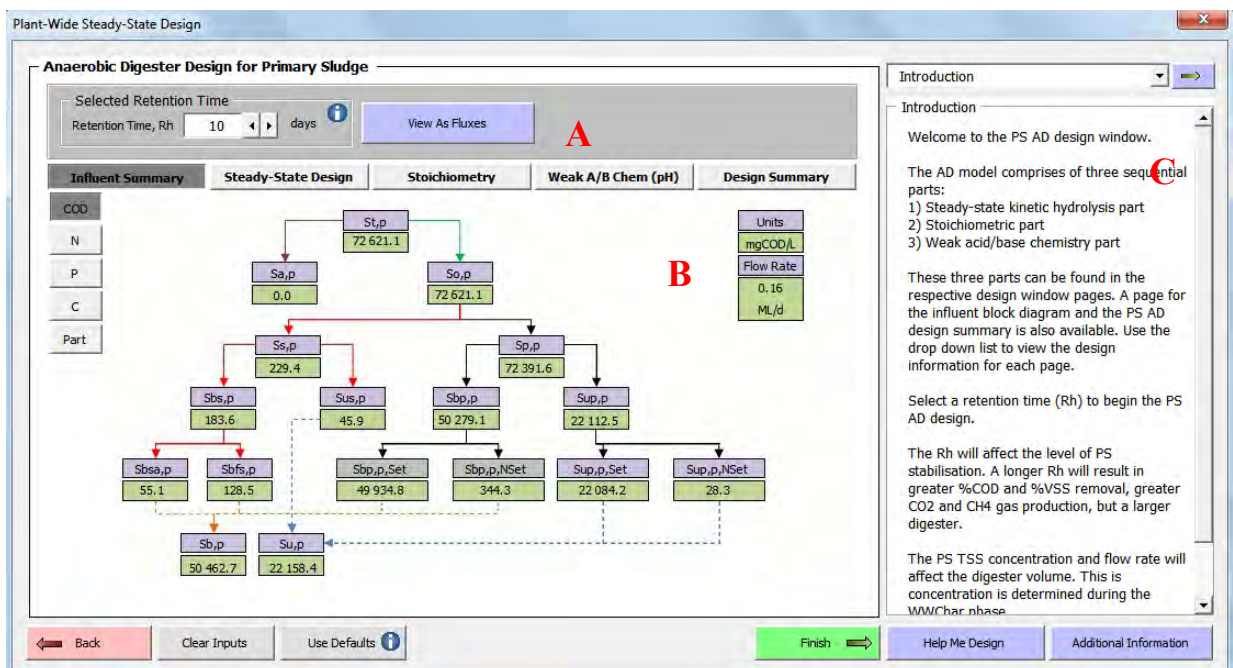 Plant-Wide Steady-State Design
x
Anaerobic Digester Design for Primary Sludge
Selected Retention Time
Retention Time, Rh 10 days
View As Fluxes
A
Influent Summary
Steady-State Design
Stoichiometry
Weak A/B Chem (pH)
Design Summary
COD
N
P
C
Part
St,p
72 621.1
Sa,p
0.0
So,p
72 621.1
Ss,p
229.4
Sp,p
72 391.6
Sbs,p
183.6
Sus,p
45.9
Sbp,p
50 279.1
Sup,p
22 112.5
Sbsa,p
55.1
Sbfs,p
128.5
Sbp,p,Set
49 934.8
Sbp,p,NSet
344.3
Sup,p,Set
22 084.2
Sup,p,NSet
28.3
Sb,p
50 462.7
Su,p
22 158.4
Units
mgCOD/L
Flow Rate
0.16
ML/d
B
Introduction
Introduction
C
Welcome to the PS AD design window.
The AD model comprises of three sequential
parts:
1) Steady-state kinetic hydrolysis part
2) Stoichiometric part
3) Weak acid/base chemistry part
These three parts can be found in the
respective design window pages. A page for
the influent block diagram and the PS AD
design summary is also available. Use the
drop down list to view the design
information for each page.
Select a retention time (Rh) to begin the PS
AD design.
The Rh will affect the level of PS
stabilisation. A longer Rh will result in
greater %COD and %VSS removal, greater
CO2 and CH4 gas production, but a larger
digester.
The PS TSS concentration and flow rate will
affect the digester volume. This is
concentration is determined during the
WWChar phase
Back
Clear Inputs
Use Defaults
Finish
Help Me Design
Additional Information